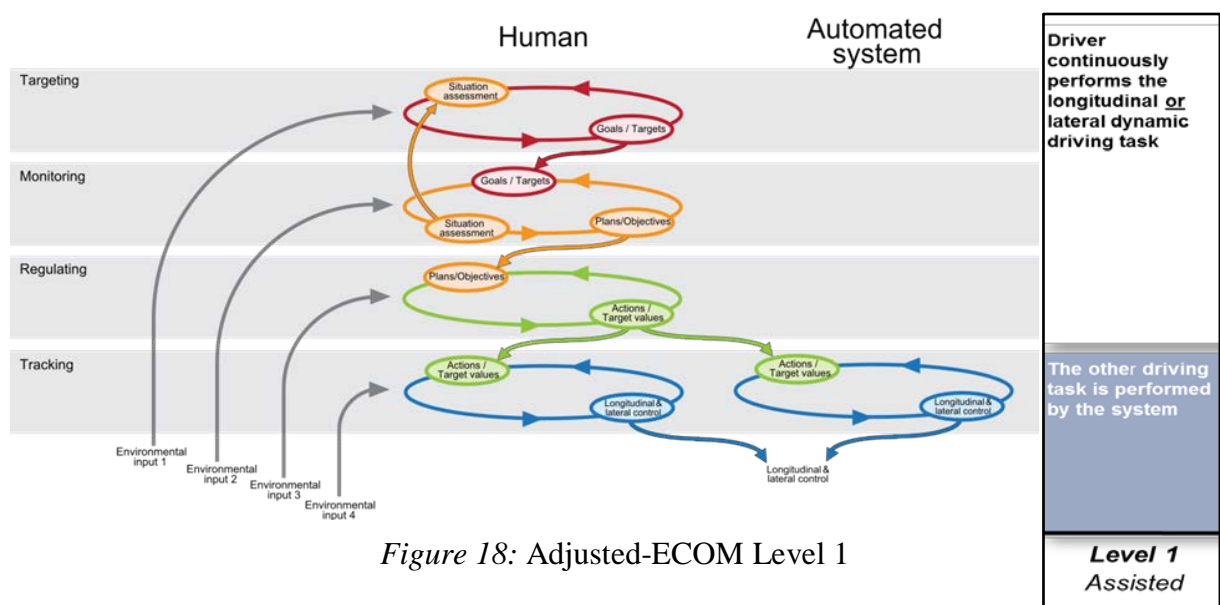 Human
Automated
system
Targeting
Situation
assessment
Goals / Targets
Monitoring
Goals / Targets
Situation
assessment
Plans/Objectives
Regulating
Plans/Objectives
Actions /
Target values
Tracking
Actions /
Target values
Longitudinal&
lateral control
Actions /
Target values
Longitudinal&
lateral control
Longitudinal&
lateral control
Environmental
input 1
Environmental
input 2
Environmental
input 3
Environmental
input 4
Figure 18: Adjusted-ECOM Level 1
Driver
continuously
performs the
longitudinal or
lateral dynamic
driving task
The other driving
task is performed
by the system
Level 1
Assisted